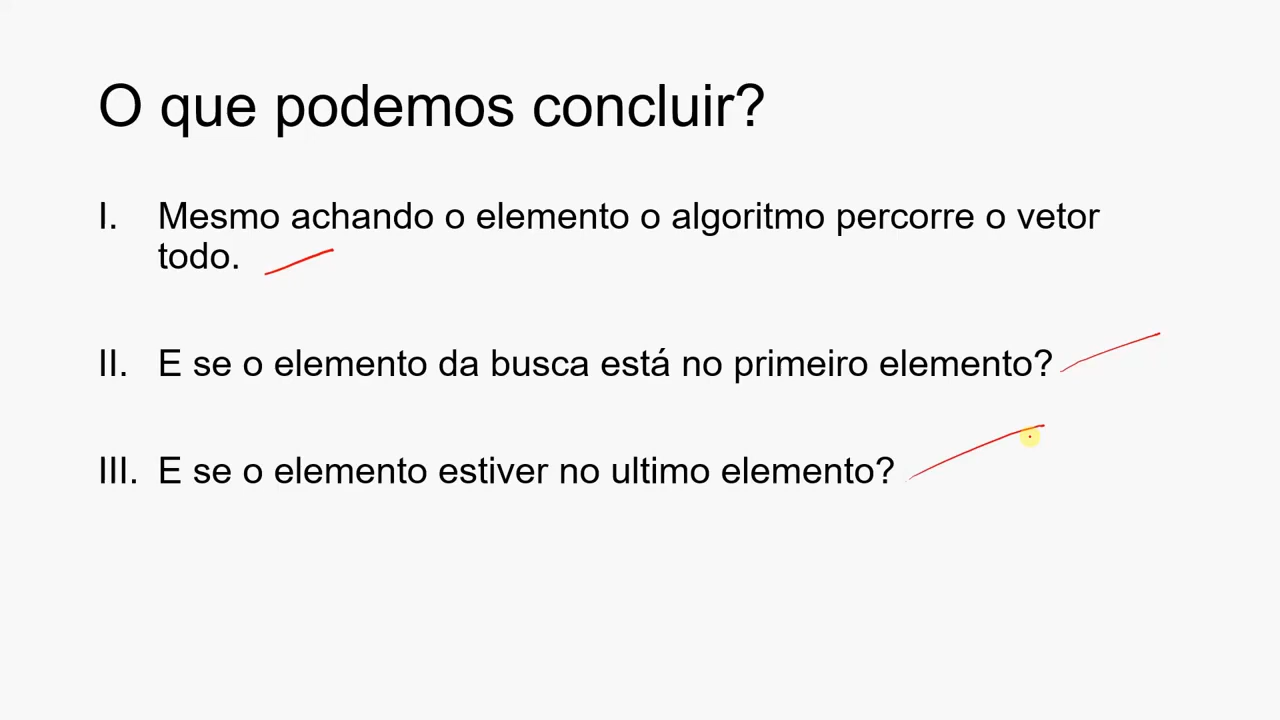 O que podemos concluir?
I. Mesmo achando o elemento o algoritmo percorre o vetor
todo.
II. E se o elemento da busca está no primeiro elemento?
III. E se o elemento estiver no ultimo elemento?